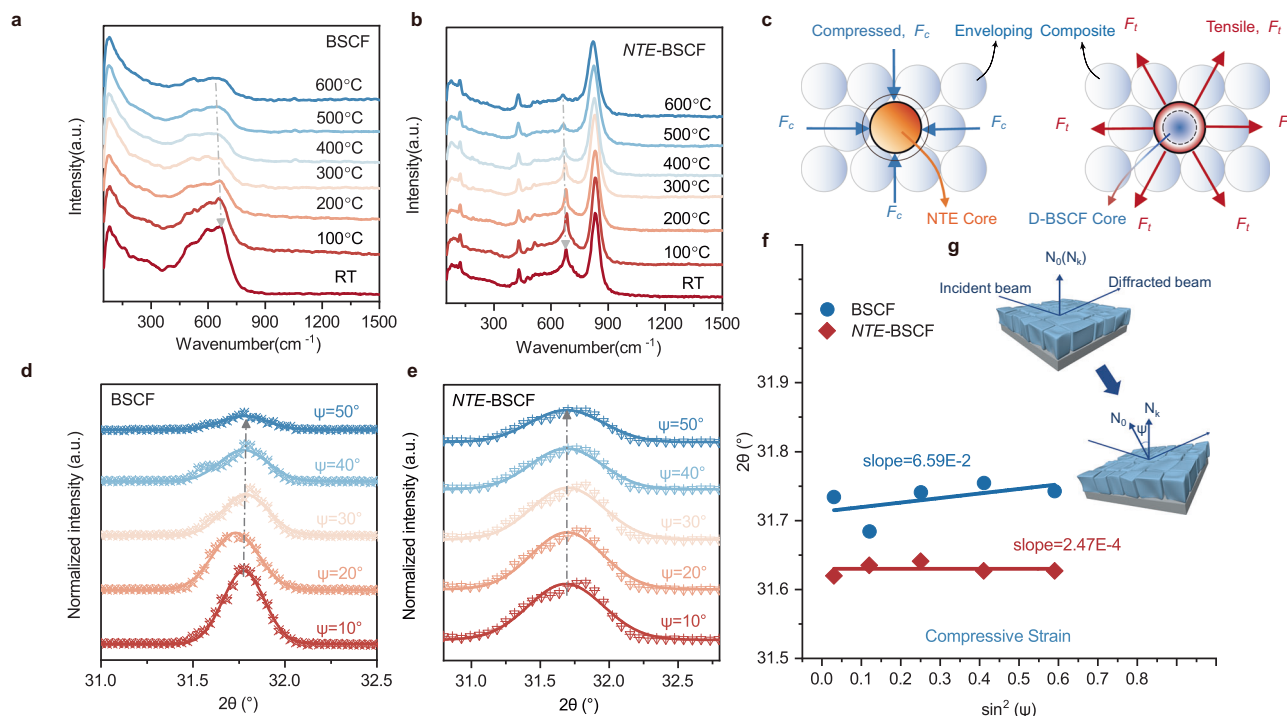 a
BSCF
600°C
500°C
400°C
300°C
200°C
100°C
RT
Intensity(a.u.)
300 600 900 1200 1500
Wavenumber(cm⁻¹)
b
NTE-BSCF
600°C
500°C
400°C
300°C
200°C
100°C
RT
Intensity(a.u.)
300 600 900 1200 1500
Wavenumber(cm⁻¹)
c
Compressed, Fc
Enveloping Composite
Ft
Tensile, Ft
Fc
Fc
Ft
Fc
NTE Core
D-BSCF Core
Ft
Ft
d
BSCF
ψ=50°
ψ=40°
ψ=30°
ψ=20°
ψ=10°
Normalized intensity (a.u.)
31.0 31.5 32.0 32.5
2θ (°)
e
NTE-BSCF
ψ=50°
ψ=40°
ψ=30°
ψ=20°
ψ=10°
Normalized intensity (a.u.)
31.0 31.5 32.0 32.5
2θ (°)
f
BSCF
NTE-BSCF
31.9
31.8
31.7
31.6
31.5
2θ (°)
slope=6.59E-2
slope=2.47E-4
Compressive Strain
0.0 0.1 0.2 0.3 0.4 0.5 0.6 0.8
sin² (ψ)
g
N₀(Nₖ)
Incident beam
Diffracted beam
N₀
Nₖ
Ψ